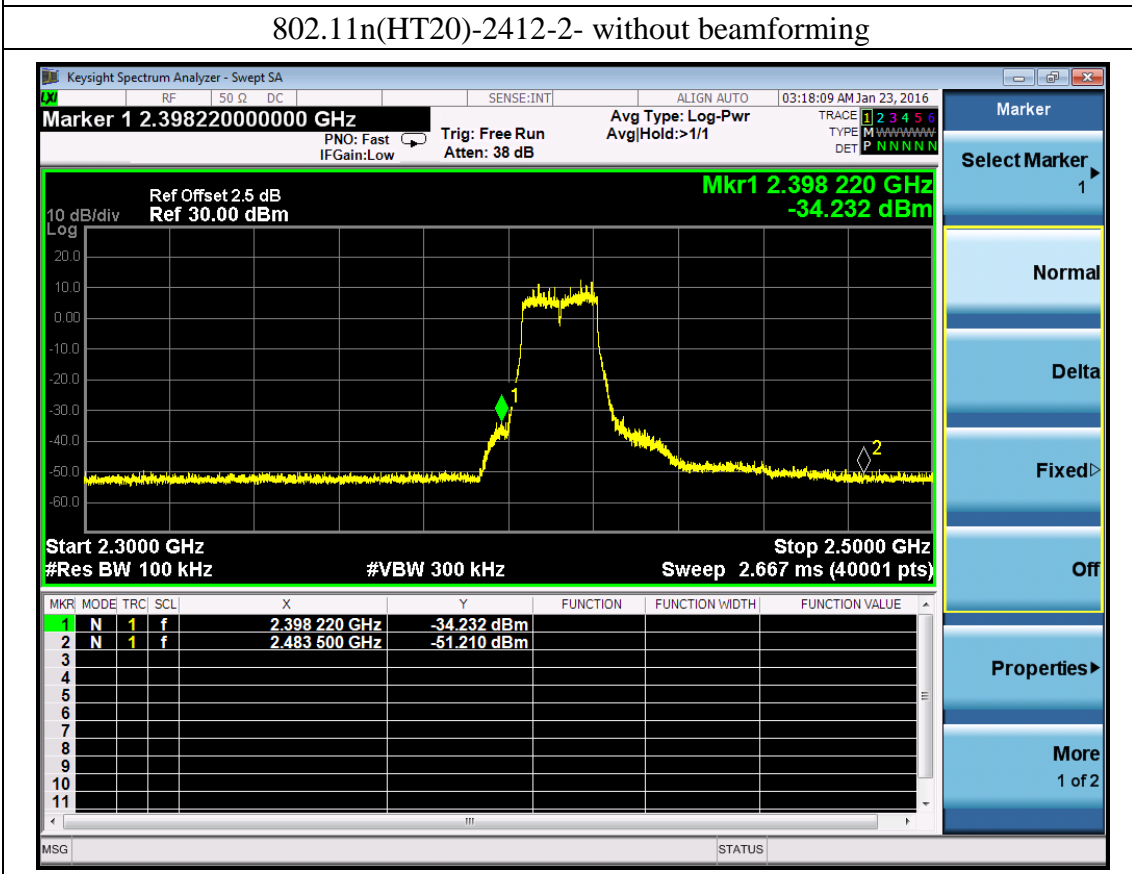 802.11n(HT20)-2412-2- without beamforming
Keysight Spectrum Analyzer - Swept SA
LXI RF 50 Ω DC SENSE:INT ALIGN AUTO 03:18:09 AM Jan 23, 2016
Marker 1 2.398220000000 GHz
PNO: Fast
IFGain:Low
Trig: Free Run
Atten: 38 dB
Avg Type: Log-Pwr
Avg|Hold:>1/1
TRACE 1 2 3 4 5 6
TYPE M WWWWW
DET P N N N N N
Mkr1 2.398 220 GHz
-34.232 dBm
Ref Offset 2.5 dB
10 dB/div Ref 30.00 dBm
Log
20.0
10.0
0.00
-10.0
-20.0
-30.0
-40.0
-50.0
-60.0
1
2
Start 2.3000 GHz Stop 2.5000 GHz
#Res BW 100 kHz #VBW 300 kHz Sweep 2.667 ms (40001 pts)
MKR MODE TRC SCL X Y FUNCTION FUNCTION WIDTH FUNCTION VALUE
1 N 1 f 2.398 220 GHz -34.232 dBm
2 N 1 f 2.483 500 GHz -51.210 dBm
3
4
5
6
7
8
9
10
11
MSG STATUS
Marker
Select Marker
1
Normal
Delta
Fixed
Off
Properties
More
1 of 2